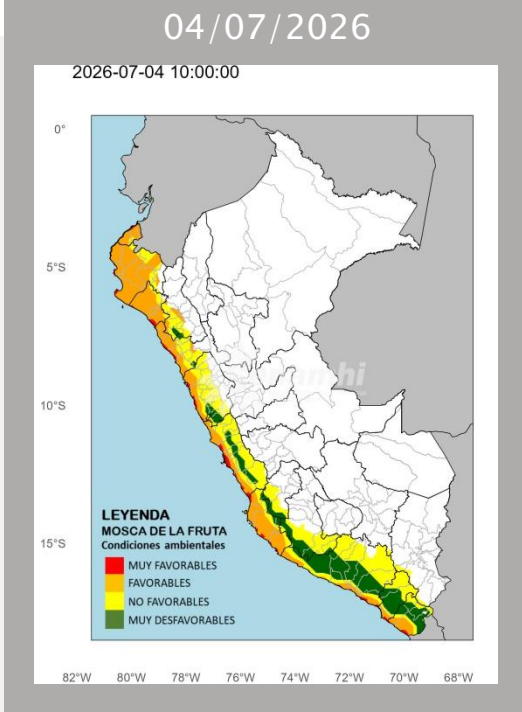 04/07/2026
2026-07-04 10:00:00
0°
5°S
10°S
15°S
LEYENDA
MOSCA DE LA FRUTA
Condiciones ambientales
MUY FAVORABLES
FAVORABLES
NO FAVORABLES
MUY DESFAVORABLES
82°W 80°W 78°W 76°W 74°W 72°W 70°W 68°W